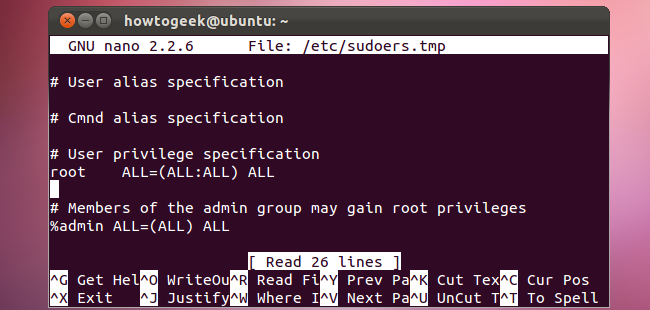 howtogeek@ubuntu: ~
GNU nano 2.2.6 File: /etc/sudoers.tmp
# User alias specification
# Cmnd alias specification
# User privilege specification
root ALL=(ALL:ALL) ALL
# Members of the admin group may gain root privileges
%admin ALL=(ALL) ALL
[ Read 26 lines ]
^G Get Hel^O WriteOu^R Read Fi^Y Prev Pa^K Cut Tex^C Cur Pos
^X Exit ^J Justify^W Where I^V Next Pa^U UnCut T^T To Spell